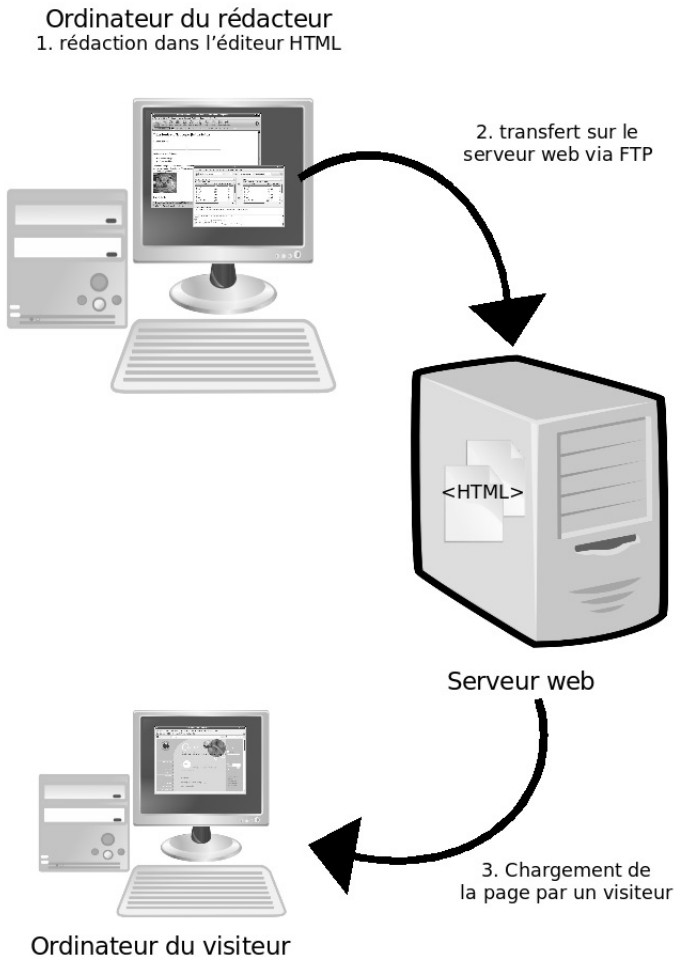 Ordinateur du rédacteur
1. rédaction dans l’éditeur HTML
2. transfert sur le
serveur web via FTP
<HTML>
Serveur web
3. Chargement de
la page par un visiteur
Ordinateur du visiteur